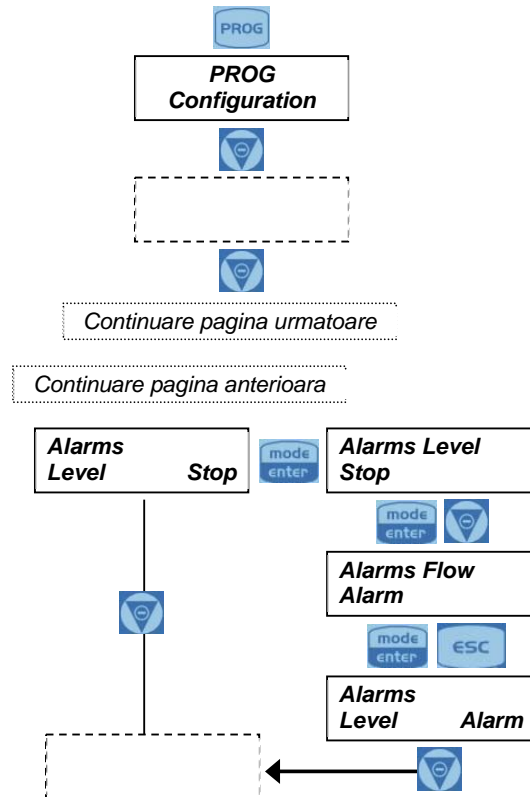 PROG
PROG
Configuration
Continuare pagina urmatoare
Continuare pagina anterioara
Alarms
Level Stop
mode
enter
Alarms Level
Stop
mode
enter
Alarms Flow
Alarm
mode
enter
ESC
Alarms
Level Alarm